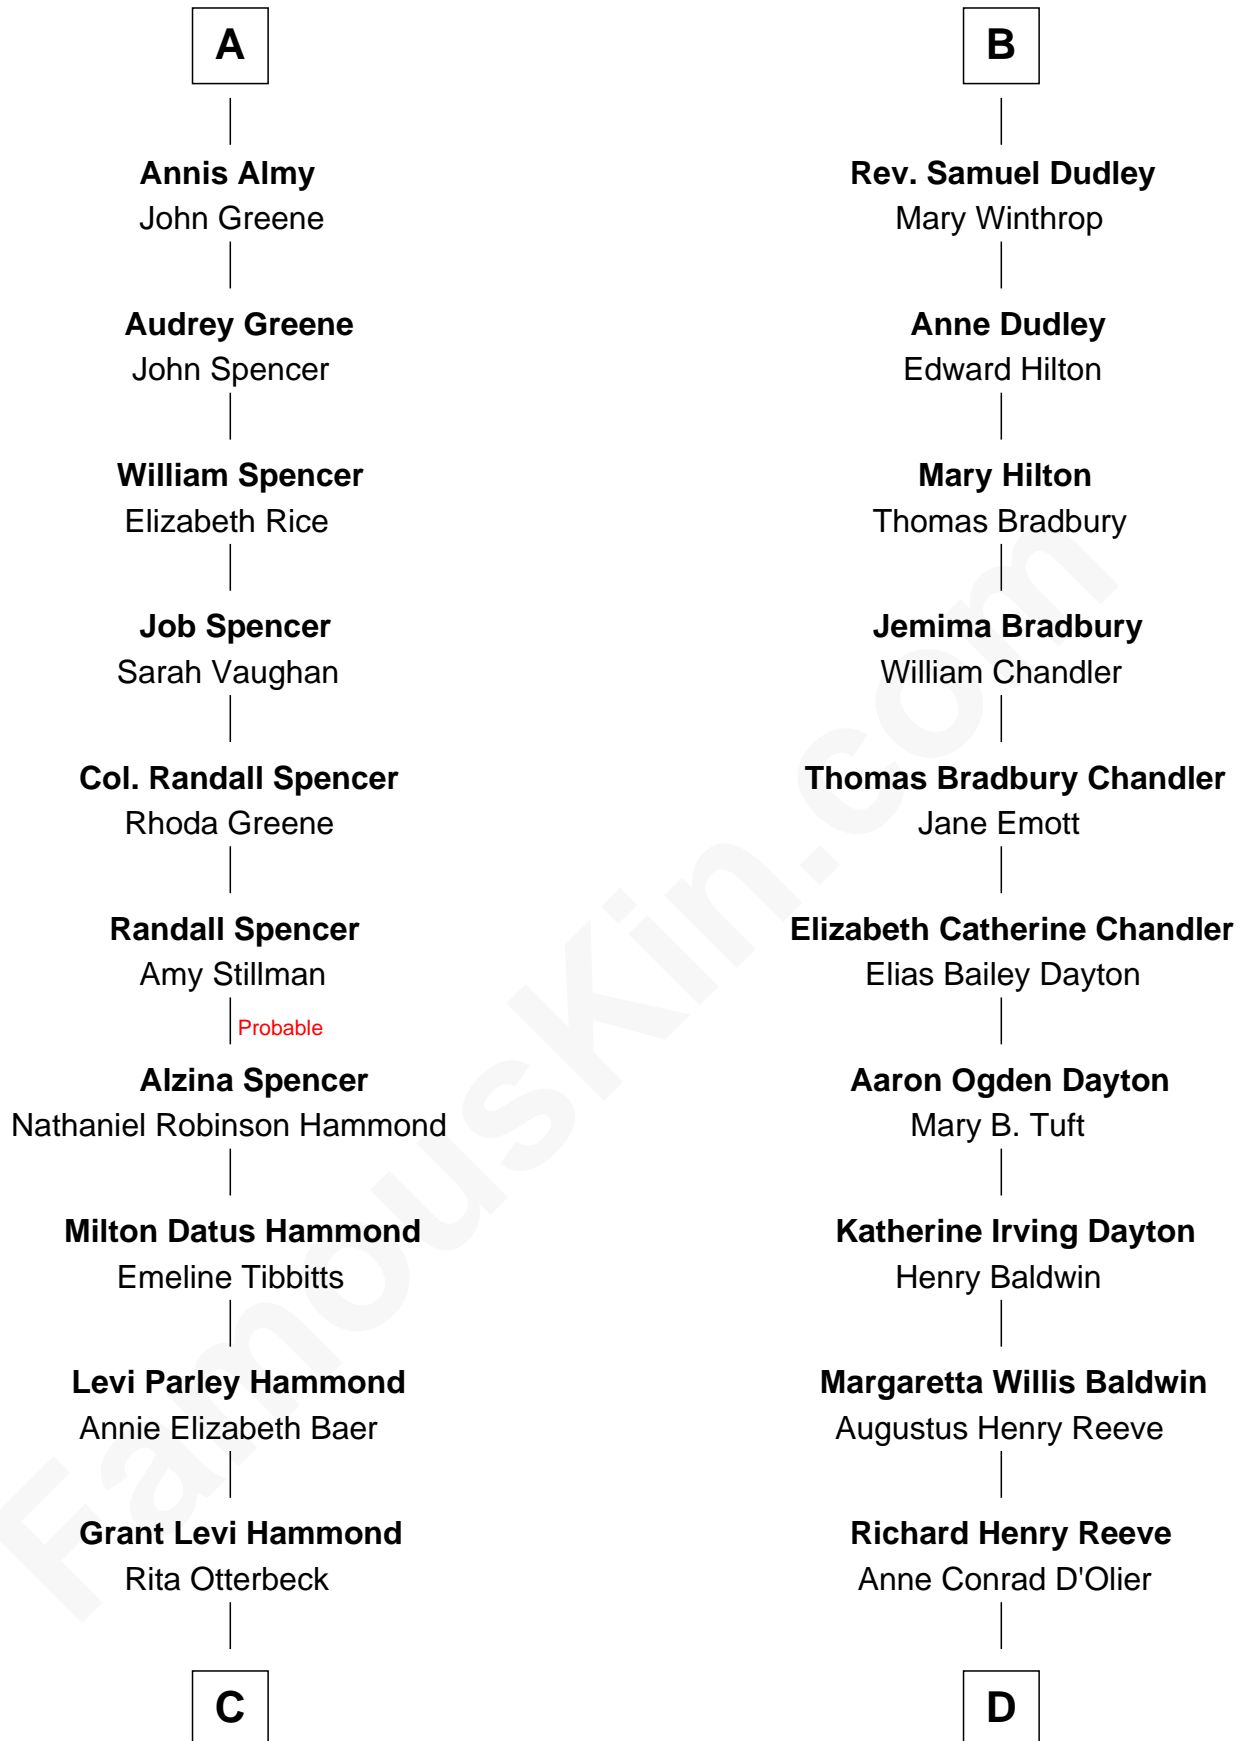 A
Annis Almy
John Greene
Audrey Greene
John Spencer
William Spencer
Elizabeth Rice
Job Spencer
Sarah Vaughan
Col. Randall Spencer
Rhoda Greene
Randall Spencer
Amy Stillman
Probable
Alzina Spencer
Nathaniel Robinson Hammond
Milton Datus Hammond
Emeline Tibbitts
Levi Parley Hammond
Annie Elizabeth Baer
Grant Levi Hammond
Rita Otterbeck
C
B
Rev. Samuel Dudley
Mary Winthrop
Anne Dudley
Edward Hilton
Mary Hilton
Thomas Bradbury
Jemima Bradbury
William Chandler
Thomas Bradbury Chandler
Jane Emott
Elizabeth Catherine Chandler
Elias Bailey Dayton
Aaron Ogden Dayton
Mary B. Tuft
Katherine Irving Dayton
Henry Baldwin
Margaretta Willis Baldwin
Augustus Henry Reeve
Richard Henry Reeve
Anne Conrad D'Olier
D
FamousKin.com